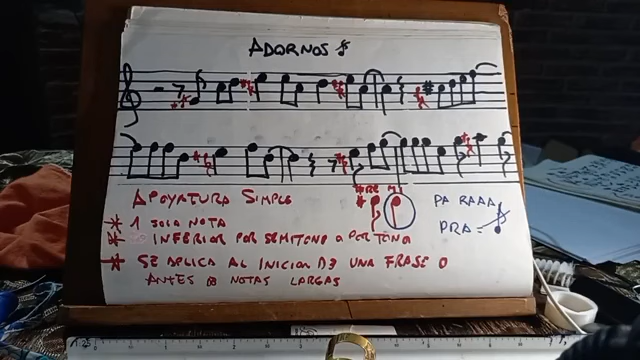 ADORNOS
#RE MI
APOYATURA SIMPLE
PA RAAA
* 1 SOLA NOTA
PRA =
* INFERIOR POR SEMITONO O POR TONO
* SE APLICA AL INICIO DE UNA FRASE O
ANTES DE NOTAS LARGAS